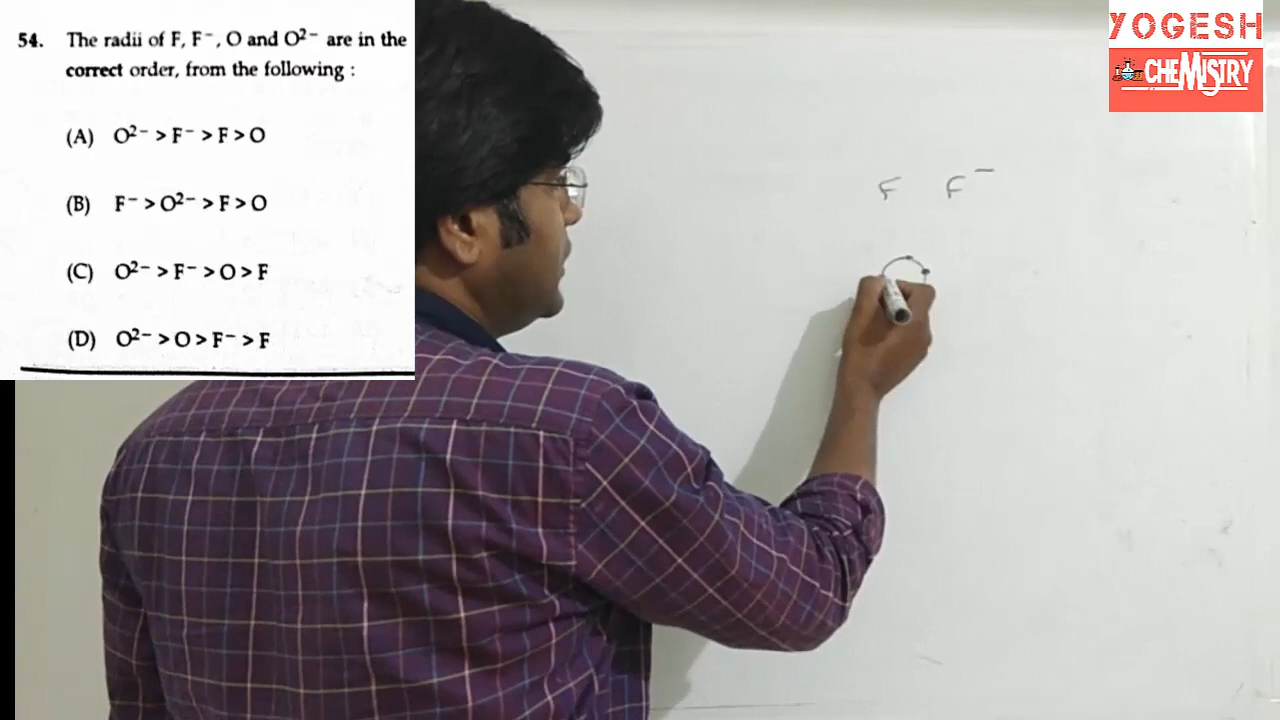 54. The radii of F, F⁻, O and O²⁻ are in the
correct order, from the following :
(A) O²⁻ > F⁻ > F > O
(B) F⁻ > O²⁻ > F > O
(C) O²⁻ > F⁻ > O > F
(D) O²⁻ > O > F⁻ > F
YOGESH
CHEMISTRY
F F⁻